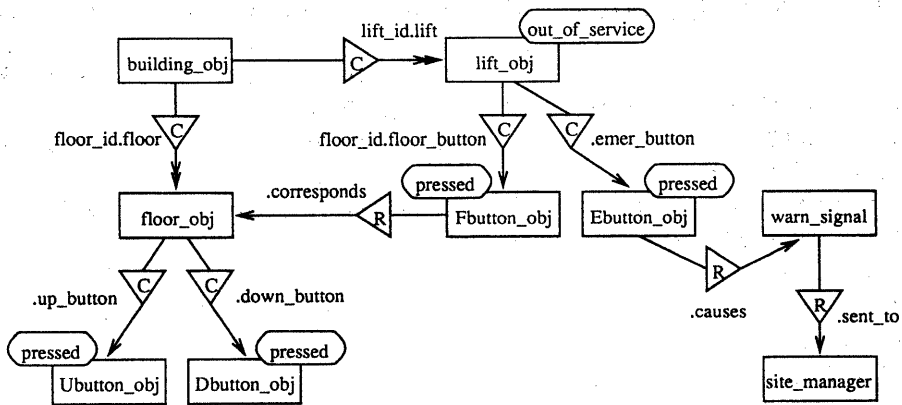 lift_id.lift
out_of_service
building_obj
C
lift_obj
floor_id.floor
C
floor_id.floor_button
C
C
.emer_button
pressed
pressed
.corresponds
floor_obj
R
Fbutton_obj
Ebutton_obj
warn_signal
.up_button
C
C
.down_button
R
.causes
R
.sent_to
pressed
pressed
Ubutton_obj
Dbutton_obj
site_manager